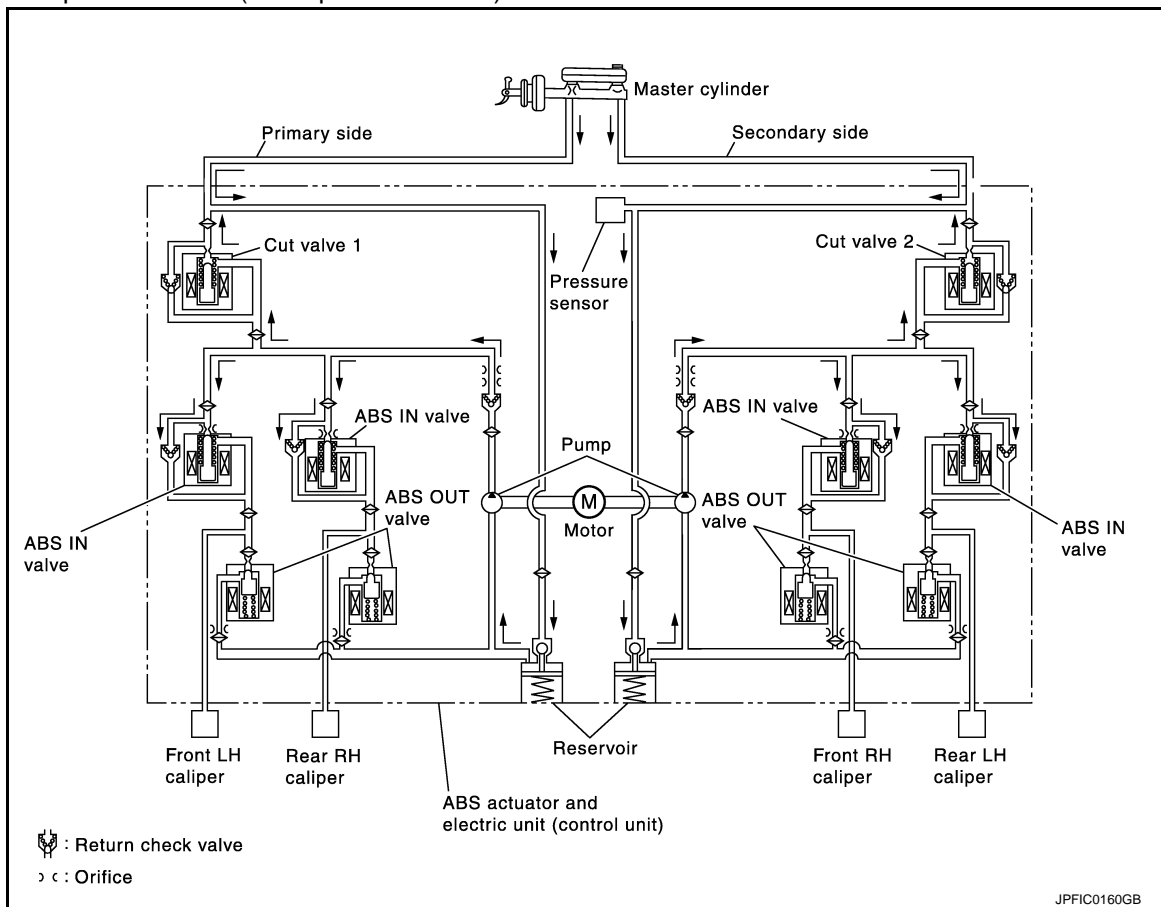 Master cylinder
Primary side
Secondary side
Cut valve 1
Cut valve 2
Pressure
sensor
ABS IN valve
ABS IN valve
Pump
ABS OUT
valve
M
Motor
ABS OUT
valve
ABS IN
valve
ABS IN
valve
Reservoir
Front LH
caliper
Rear RH
caliper
Front RH
caliper
Rear LH
caliper
ABS actuator and
electric unit (control unit)
: Return check valve
: Orifice
JPFIC0160GB